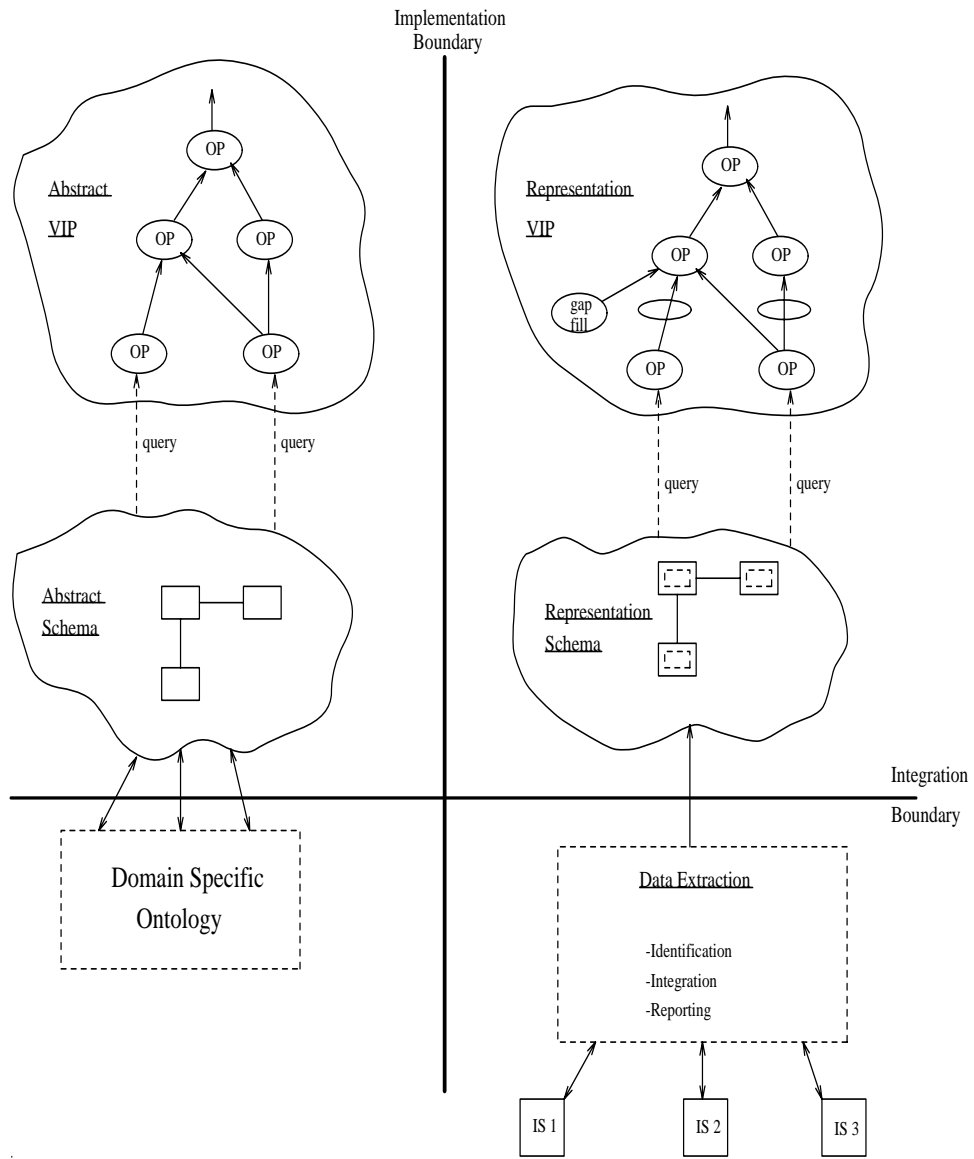 Implementation
Boundary
OP
Abstract
VIP
OP
OP
OP
OP
query
query
Abstract
Schema
Domain Specific
Ontology
OP
Representation
VIP
OP
OP
gap
fill
OP
OP
query
query
Representation
Schema
Integration
Boundary
Data Extraction
-Identification
-Integration
-Reporting
IS 1
IS 2
IS 3